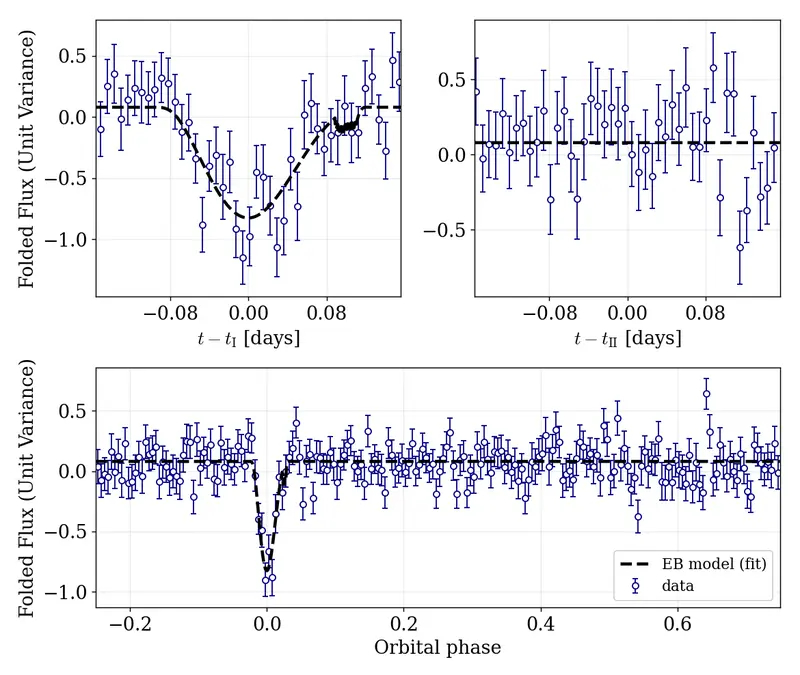 Folded Flux (Unit Variance)
0.5
0.0
−0.5
−1.0
−0.08 0.00 0.08
t − tI [days]
0.5
0.0
−0.5
−0.08 0.00 0.08
t − tII [days]
Folded Flux (Unit Variance)
0.5
0.0
−0.5
−1.0
EB model (fit)
data
−0.2 0.0 0.2 0.4 0.6
Orbital phase